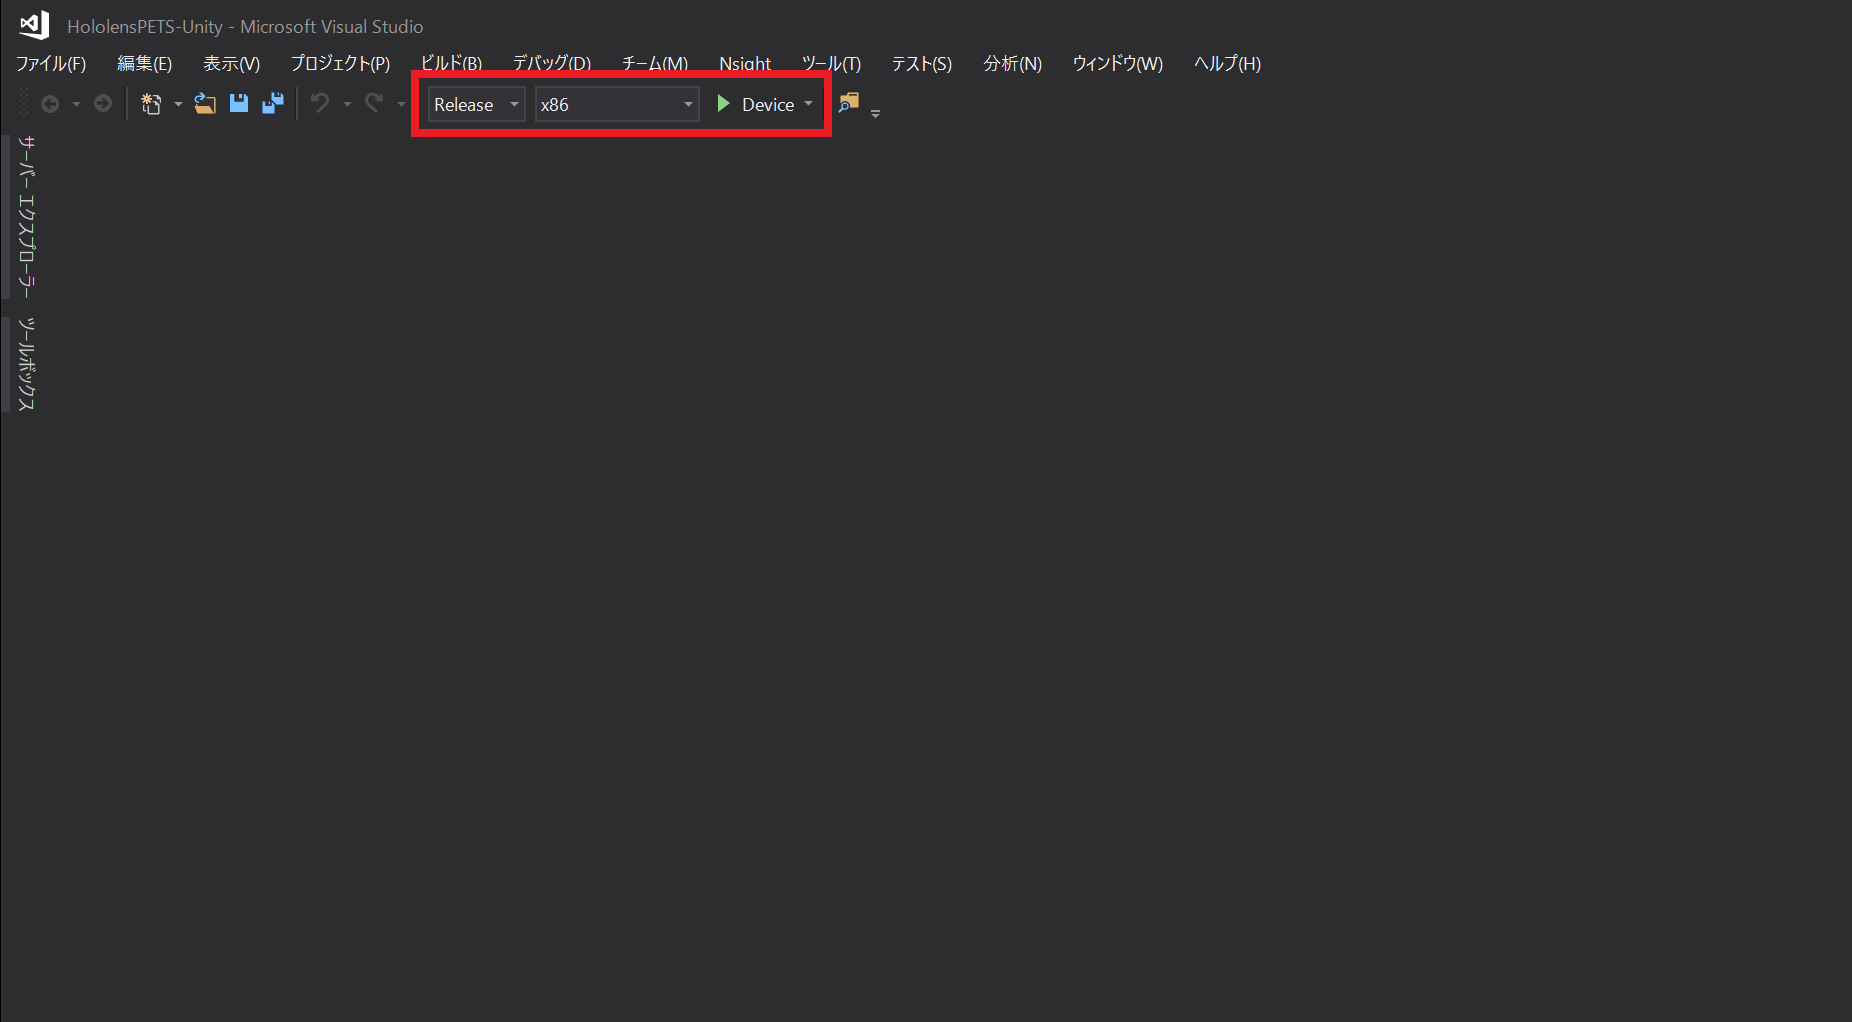 HololensPETS-Unity - Microsoft Visual Studio
ファイル(F) 編集(E) 表示(V) プロジェクト(P) ビルド(B) デバッグ(D) チーム(M) Nsight ツール(T) テスト(S) 分析(N) ウィンドウ(W) ヘルプ(H)
Release x86 Device
サーバー エクスプローラー
ツールボックス